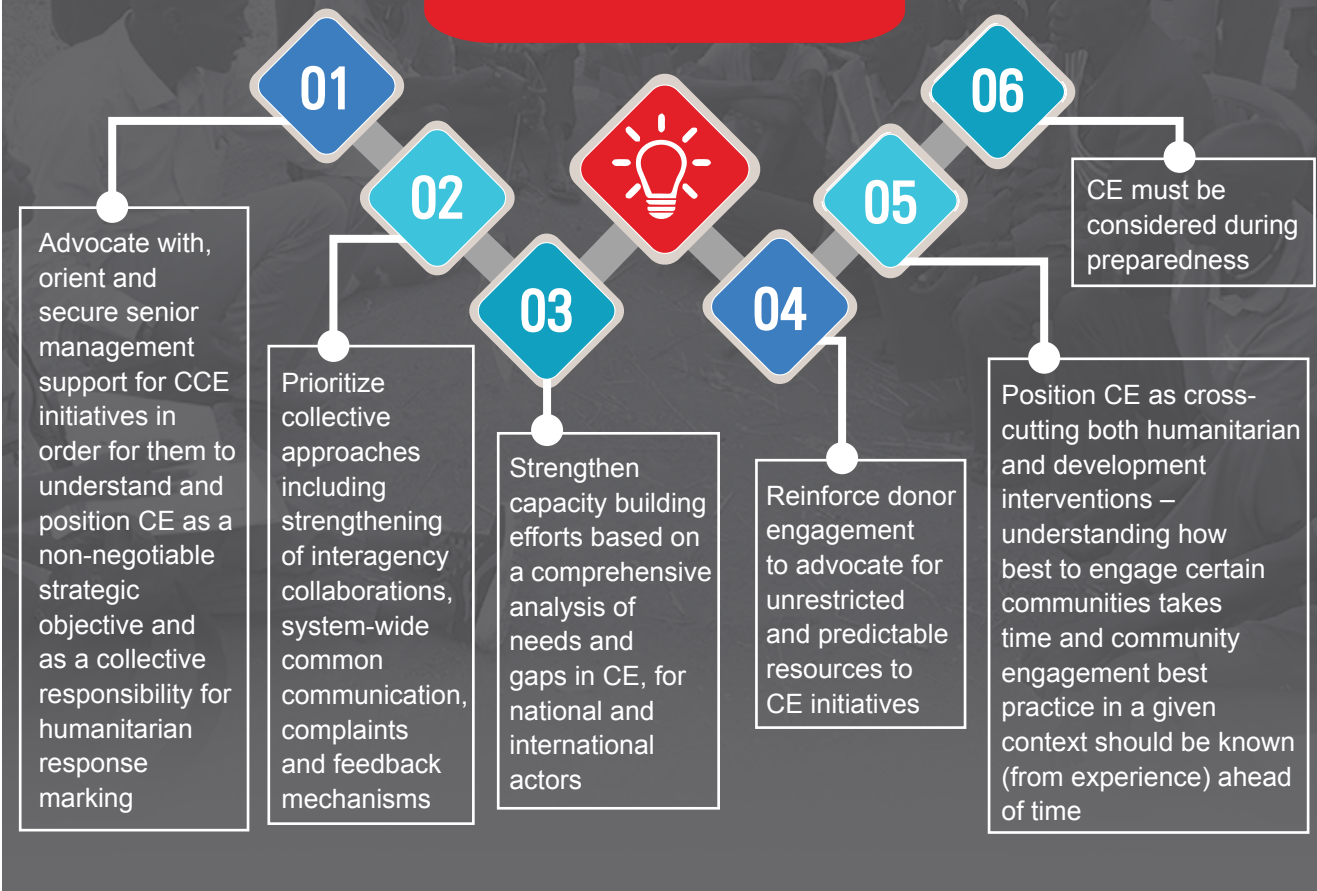 01
Advocate with,
orient and
secure senior
management
support for CCE
initiatives in
order for them to
understand and
position CE as a
non-negotiable
strategic
objective and
as a collective
responsibility for
humanitarian
response
marking
02
Prioritize
collective
approaches
including
strengthening
of interagency
collaborations,
system-wide
common
communication,
complaints
and feedback
mechanisms
03
Strengthen
capacity building
efforts based on
a comprehensive
analysis of
needs and
gaps in CE, for
national and
international
actors
04
Reinforce donor
engagement
to advocate for
unrestricted
and predictable
resources to
CE initiatives
05
Position CE as cross-
cutting both humanitarian
and development
interventions –
understanding how
best to engage certain
communities takes
time and community
engagement best
practice in a given
context should be known
(from experience) ahead
of time
06
CE must be
considered during
preparedness